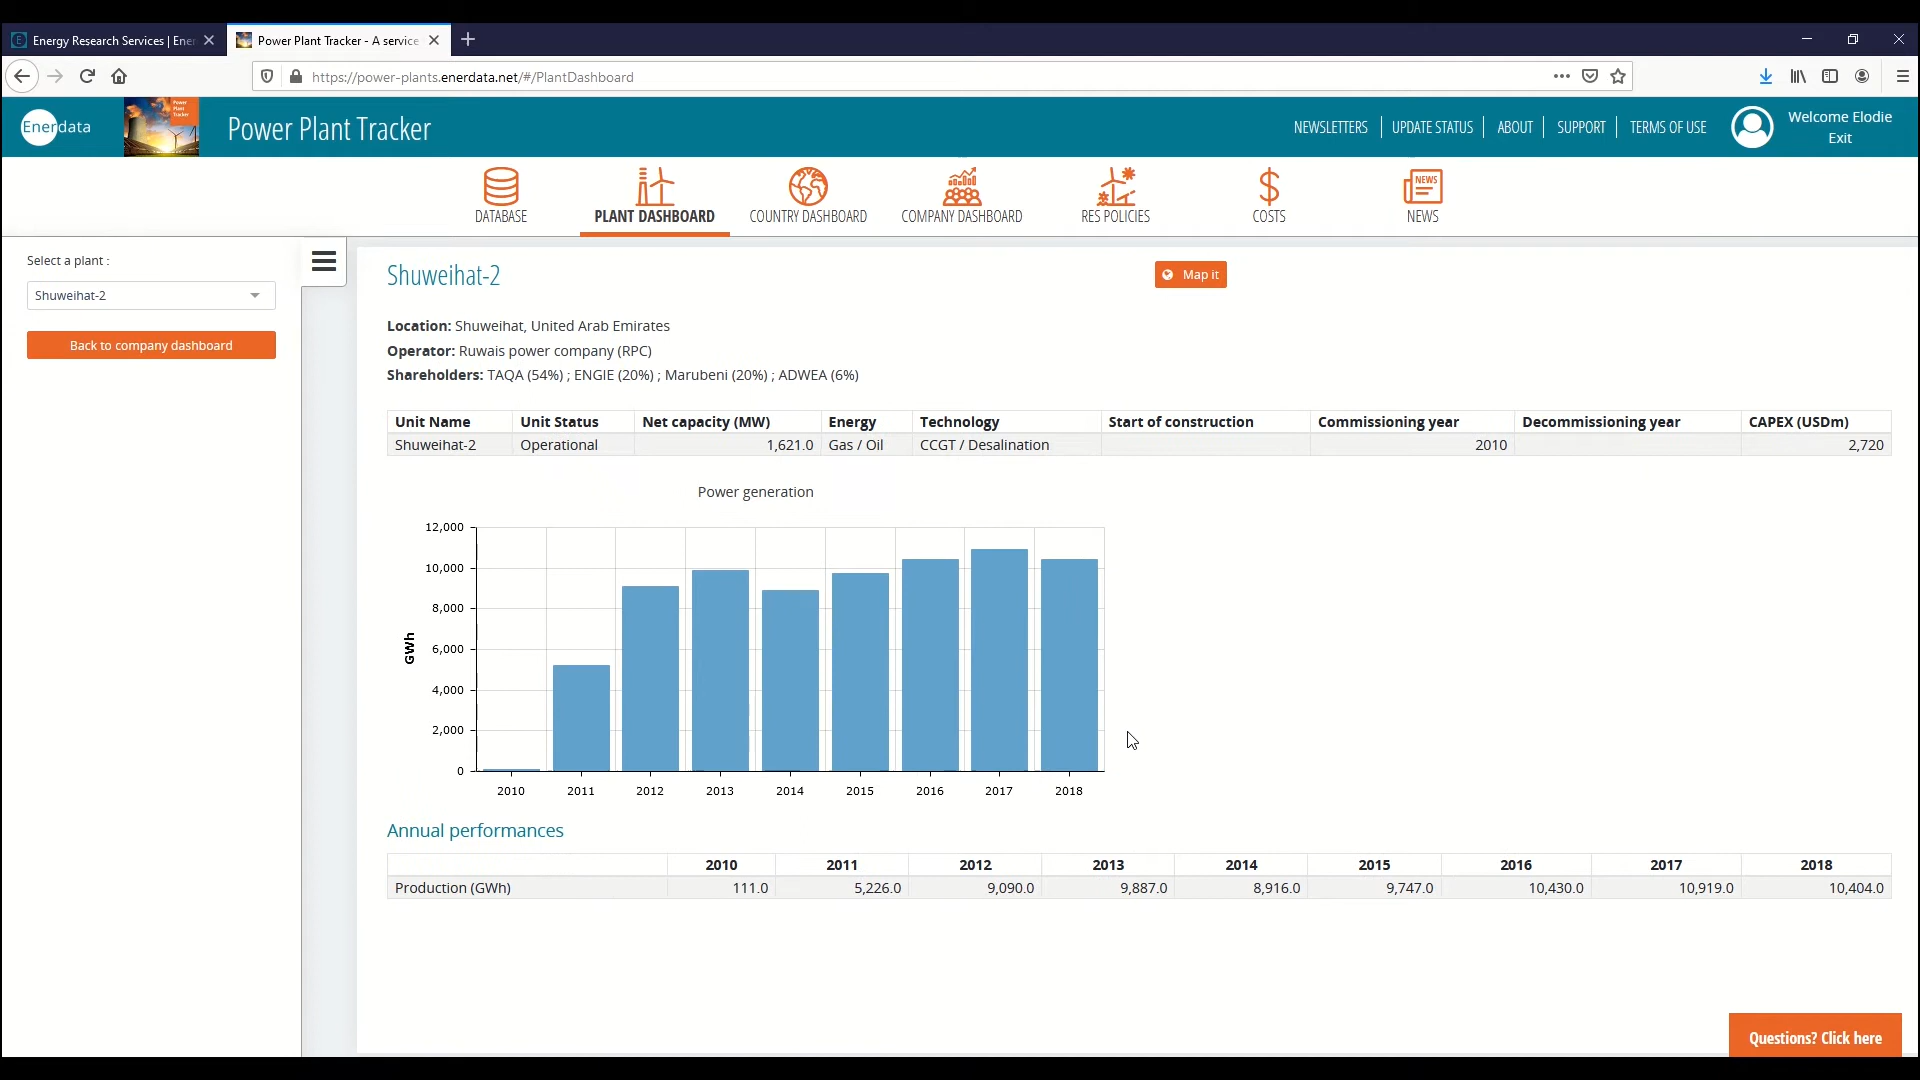 Energy Research Services | Ener
Power Plant Tracker - A service
https://power-plants.enerdata.net/#/PlantDashboard
Enerdata
Power Plant Tracker
Power Plant Tracker
NEWSLETTERS
UPDATE STATUS
ABOUT
SUPPORT
TERMS OF USE
Welcome Elodie
Exit
NEWS
DATABASE
PLANT DASHBOARD
COUNTRY DASHBOARD
COMPANY DASHBOARD
RES POLICIES
COSTS
NEWS
Select a plant :
Shuweihat-2
Back to company dashboard
Shuweihat-2
Map it
Location: Shuweihat, United Arab Emirates
Operator: Ruwais power company (RPC)
Shareholders: TAQA (54%) ; ENGIE (20%) ; Marubeni (20%) ; ADWEA (6%)
Unit Name Unit Status Net capacity (MW) Energy Technology Start of construction Commissioning year Decommissioning year CAPEX (USDm)
Shuweihat-2 Operational 1,621.0 Gas / Oil CCGT / Desalination 2010 2,720
Power generation
12,000
10,000
8,000
6,000
4,000
2,000
0
GWh
2010 2011 2012 2013 2014 2015 2016 2017 2018
Annual performances
2010 2011 2012 2013 2014 2015 2016 2017 2018
Production (GWh) 111.0 5,226.0 9,090.0 9,887.0 8,916.0 9,747.0 10,430.0 10,919.0 10,404.0
Questions? Click here